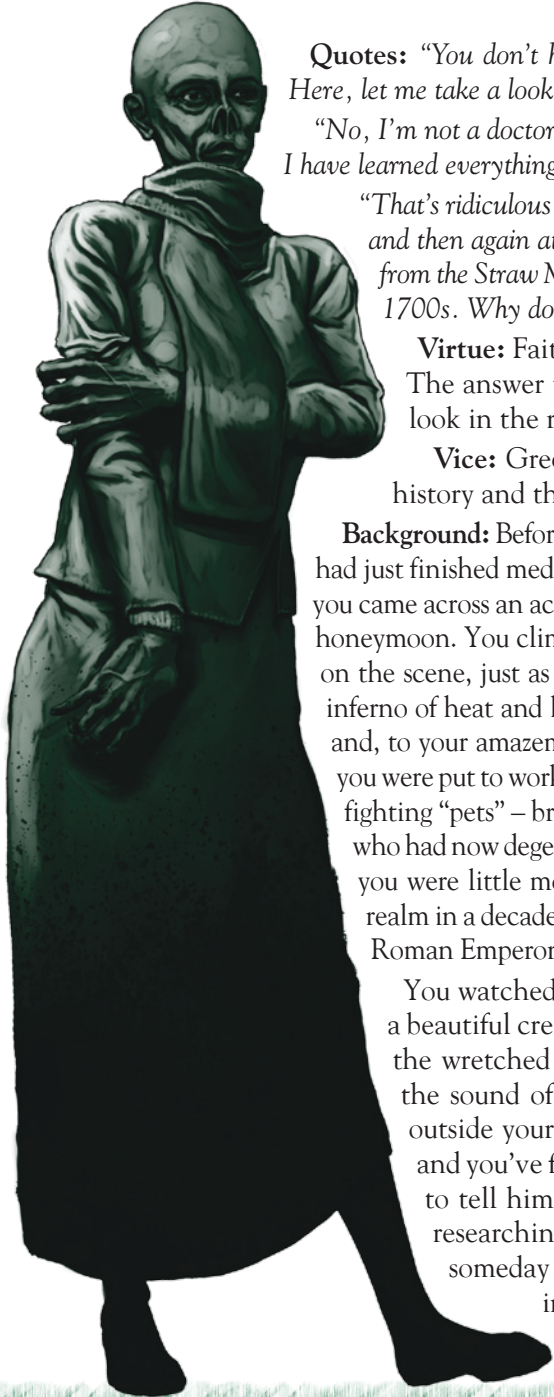 Quotes: “You don’t h
Here, let me take a look
“No, I’m not a doctor
I have learned everything
“That’s ridiculous
and then again at
from the Straw M
1700s. Why do
Virtue: Fait
The answer i
look in the r
Vice: Gree
history and th
Background: Befor
had just finished med
you came across an ac
honeymoon. You clim
on the scene, just as
inferno of heat and l
and, to your amazem
you were put to work
fighting “pets” – br
who had now dege
you were little mo
realm in a decade
Roman Emperor
You watched
a beautiful cre
the wretched
the sound of
outside your
and you’ve f
to tell him
researchin
someday
in